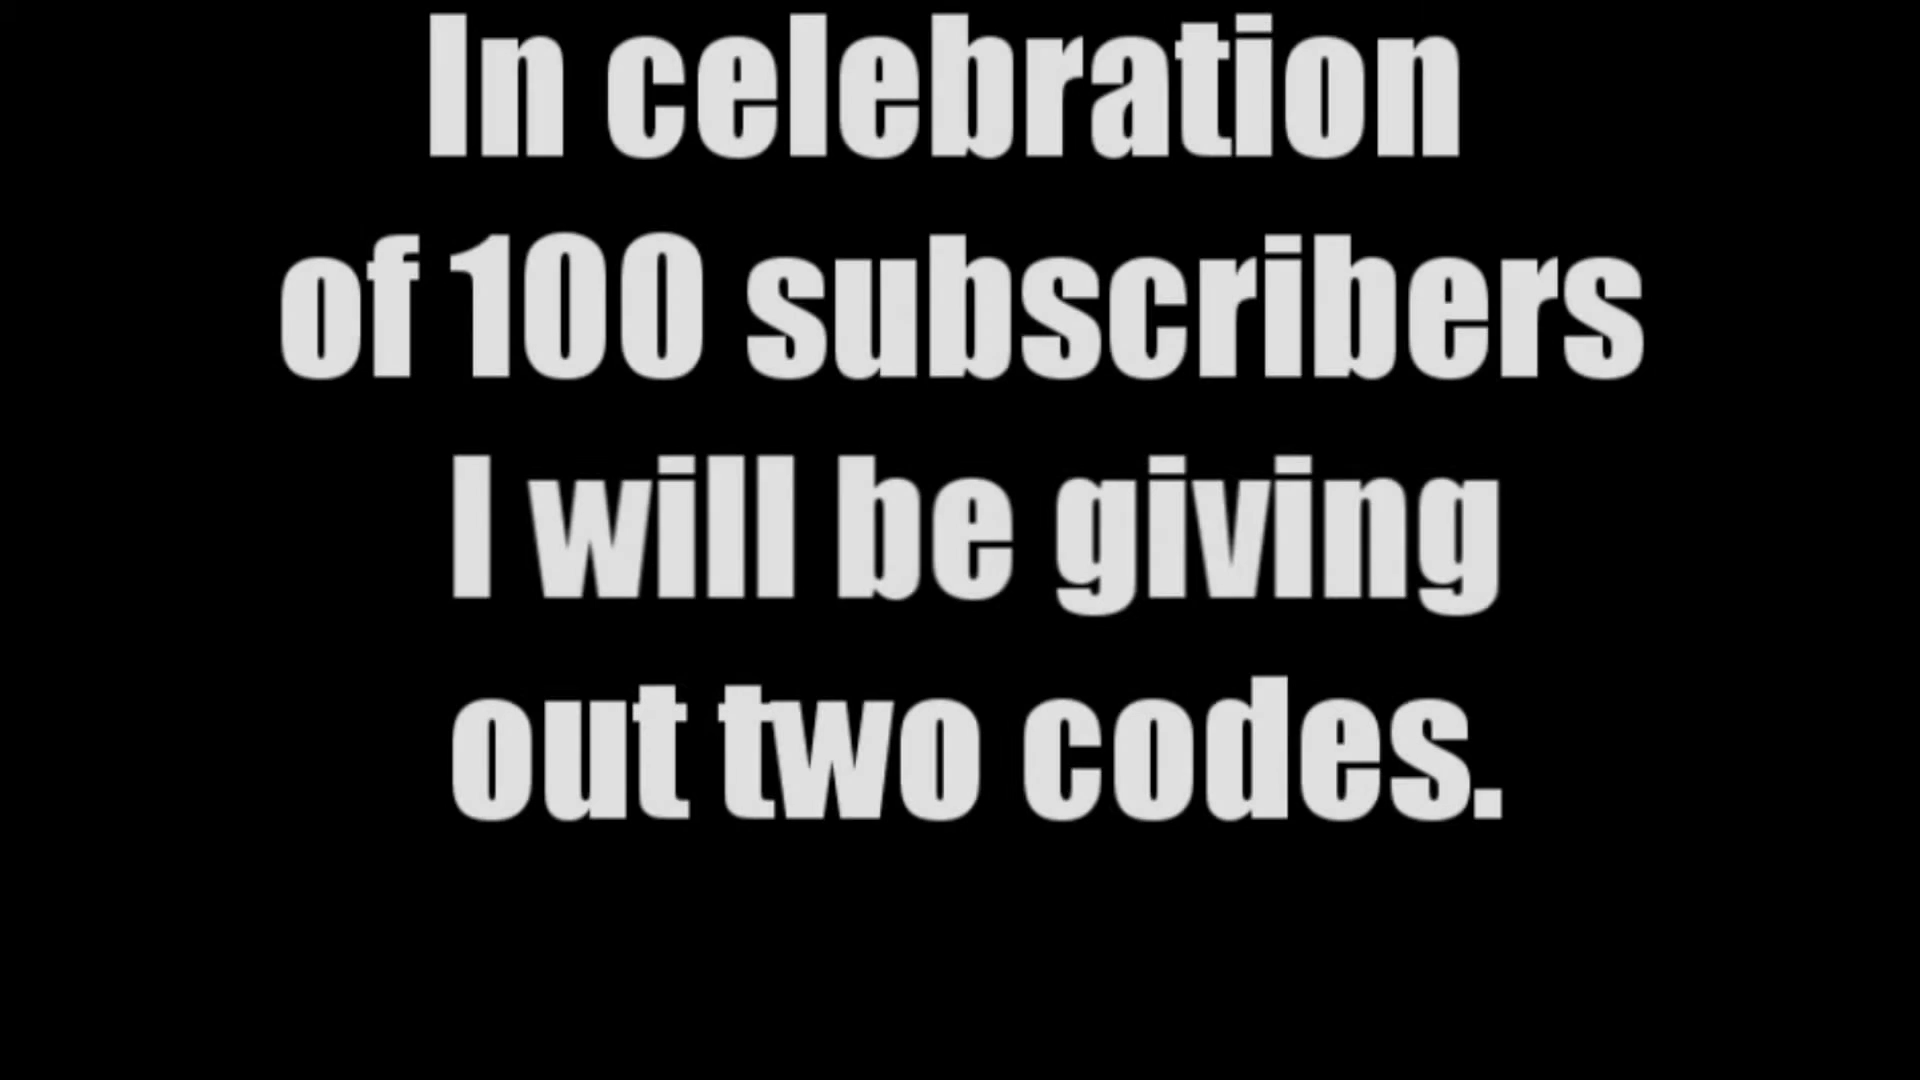 In celebration
of 100 subscribers
I will be giving
out two codes.